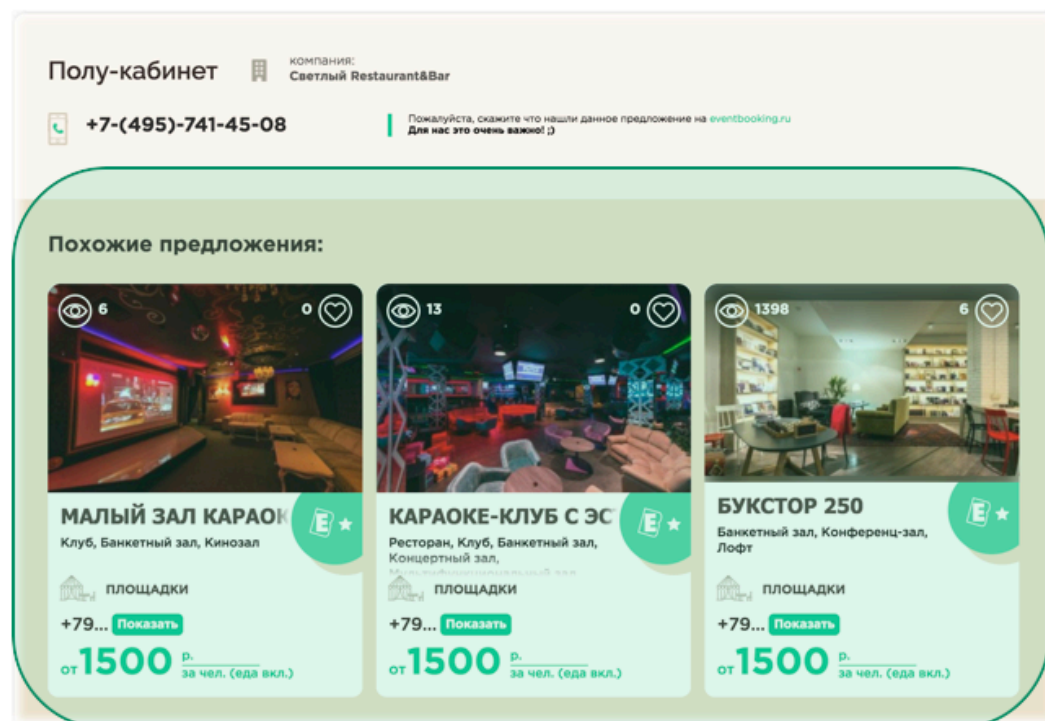 Полу-кабинет
компания:
Светлый Restaurant&Bar
+7-(495)-741-45-08
Пожалуйста, скажите что нашли данное предложение на eventbooking.ru
Для нас это очень важно! ;)
Похожие предложения:
6
0
МАЛЫЙ ЗАЛ КАРАОК
Клуб, Банкетный зал, Кинозал
Е
ПЛОЩАДКИ
+79... Показать
от 1500 р.
за чел. (еда вкл.)
13
0
КАРАОКЕ-КЛУБ С ЭС
Ресторан, Клуб, Банкетный зал,
Концертный зал,
Мультифункциональный зал
Е
ПЛОЩАДКИ
+79... Показать
от 1500 р.
за чел. (еда вкл.)
1398
6
БУКСТОР 250
Банкетный зал, Конференц-зал,
Лофт
Е
ПЛОЩАДКИ
+79... Показать
от 1500 р.
за чел. (еда вкл.)